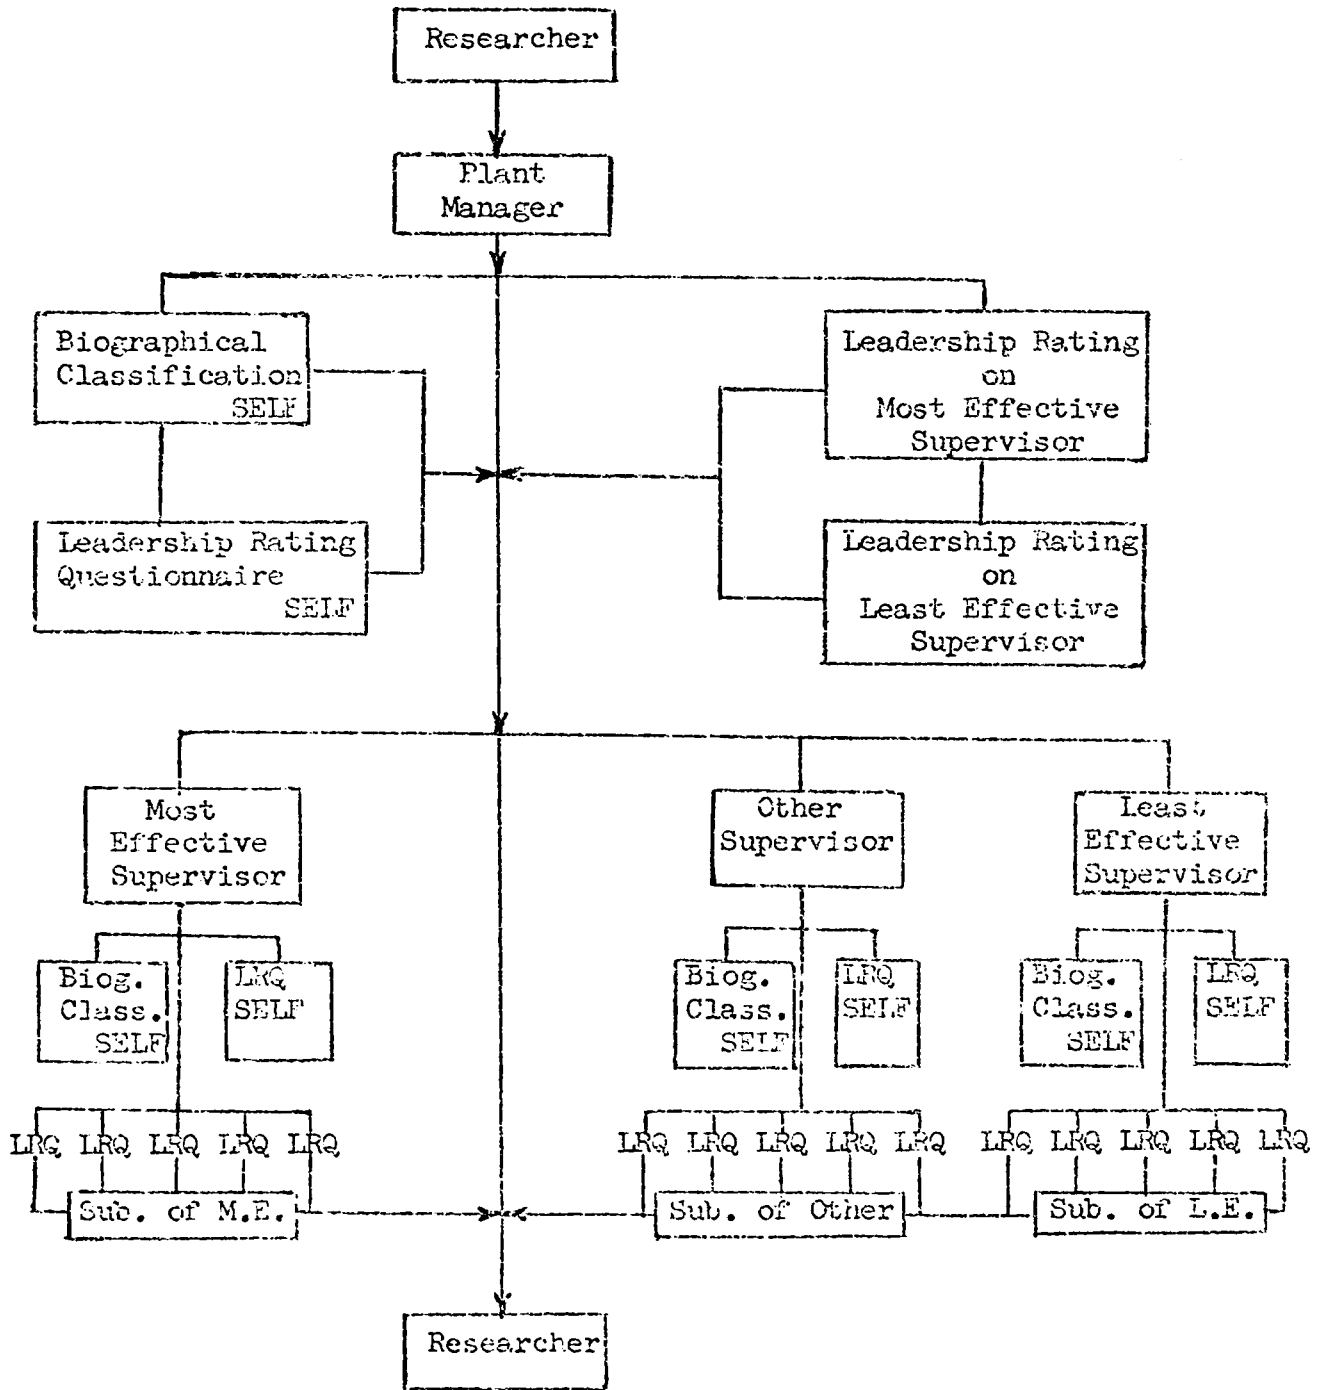 Researcher
Plant
Manager
Biographical
Classification
SELF
Leadership Rating
on
Most Effective
Supervisor
Leadership Rating
Questionnaire
SELF
Leadership Rating
on
Least Effective
Supervisor
Most
Effective
Supervisor
Other
Supervisor
Least
Effective
Supervisor
Biog.
Class.
SELF
LRQ
SELF
Biog.
Class.
SELF
LRQ
SELF
Biog.
Class.
SELF
LRQ
SELF
LRQ LRQ LRQ LRQ LRQ
LRQ LRQ LRQ LRQ LRQ
LRQ LRQ LRQ LRQ LRQ
Sub. of M.E.
Sub. of Other
Sub. of L.E.
Researcher